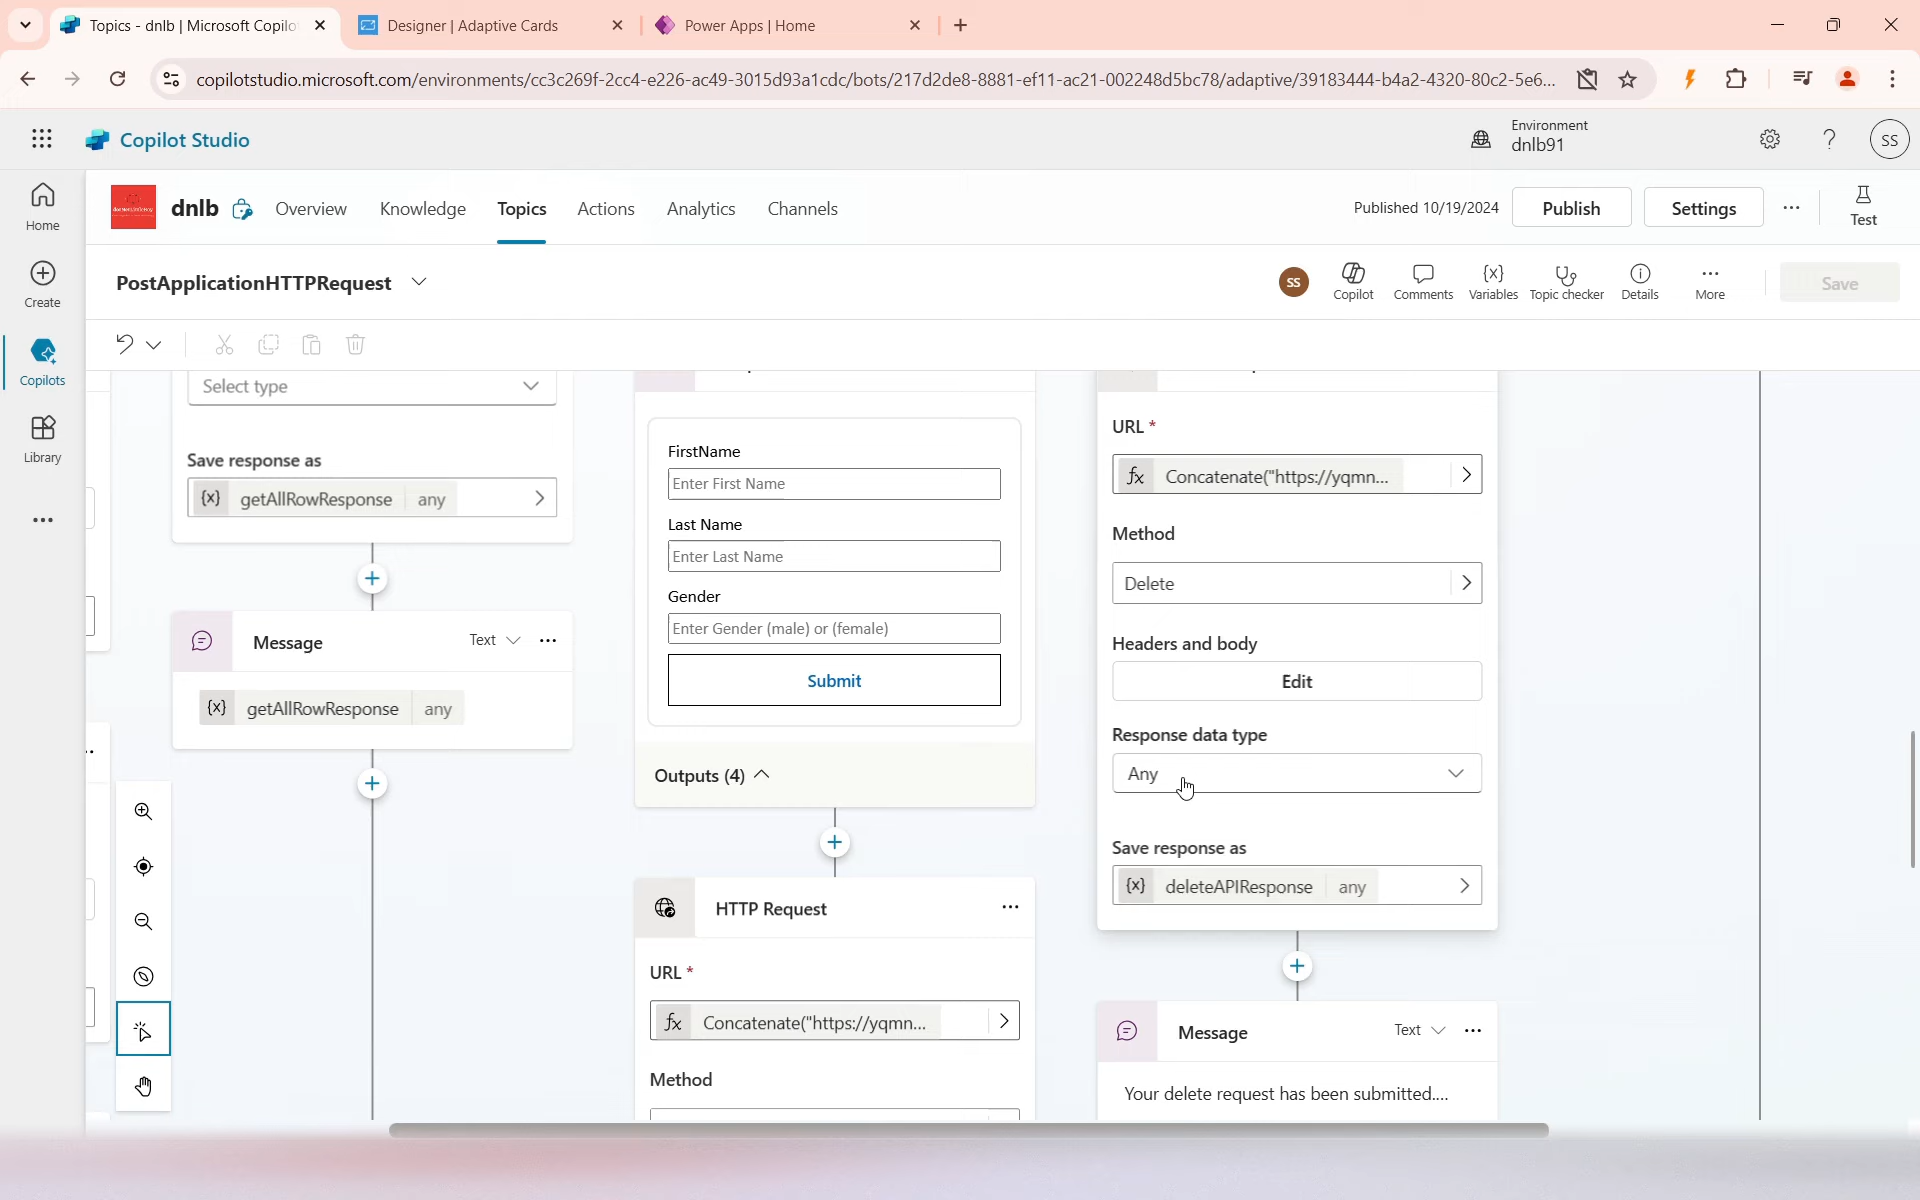 Topics - dnlb | Microsoft Copilo
Designer | Adaptive Cards
Power Apps | Home
copilotstudio.microsoft.com/environments/cc3c269f-2cc4-e226-ac49-3015d93a1cdc/bots/217d2de8-8881-ef11-ac21-002248d5bc78/adaptive/39183444-b4a2-4320-80c2-5e6...
Copilot Studio
Environment
dnlb91
SS
Home
Create
Copilots
Library
dnlb
Overview
Knowledge
Topics
Actions
Analytics
Channels
Published 10/19/2024
Publish
Settings
Test
PostApplicationHTTPRequest
SS
Copilot
Comments
Variables
Topic checker
Details
More
Save
Select type
Save response as
{x} getAllRowResponse any
Message
Text
{x} getAllRowResponse any
FirstName
Enter First Name
Last Name
Enter Last Name
Gender
Enter Gender (male) or (female)
Submit
Outputs (4)
HTTP Request
URL *
fx Concatenate("https://yqmn...
Method
URL *
fx Concatenate("https://yqmn...
Method
Delete
Headers and body
Edit
Response data type
Any
Save response as
{x} deleteAPIResponse any
Message
Text
Your delete request has been submitted....